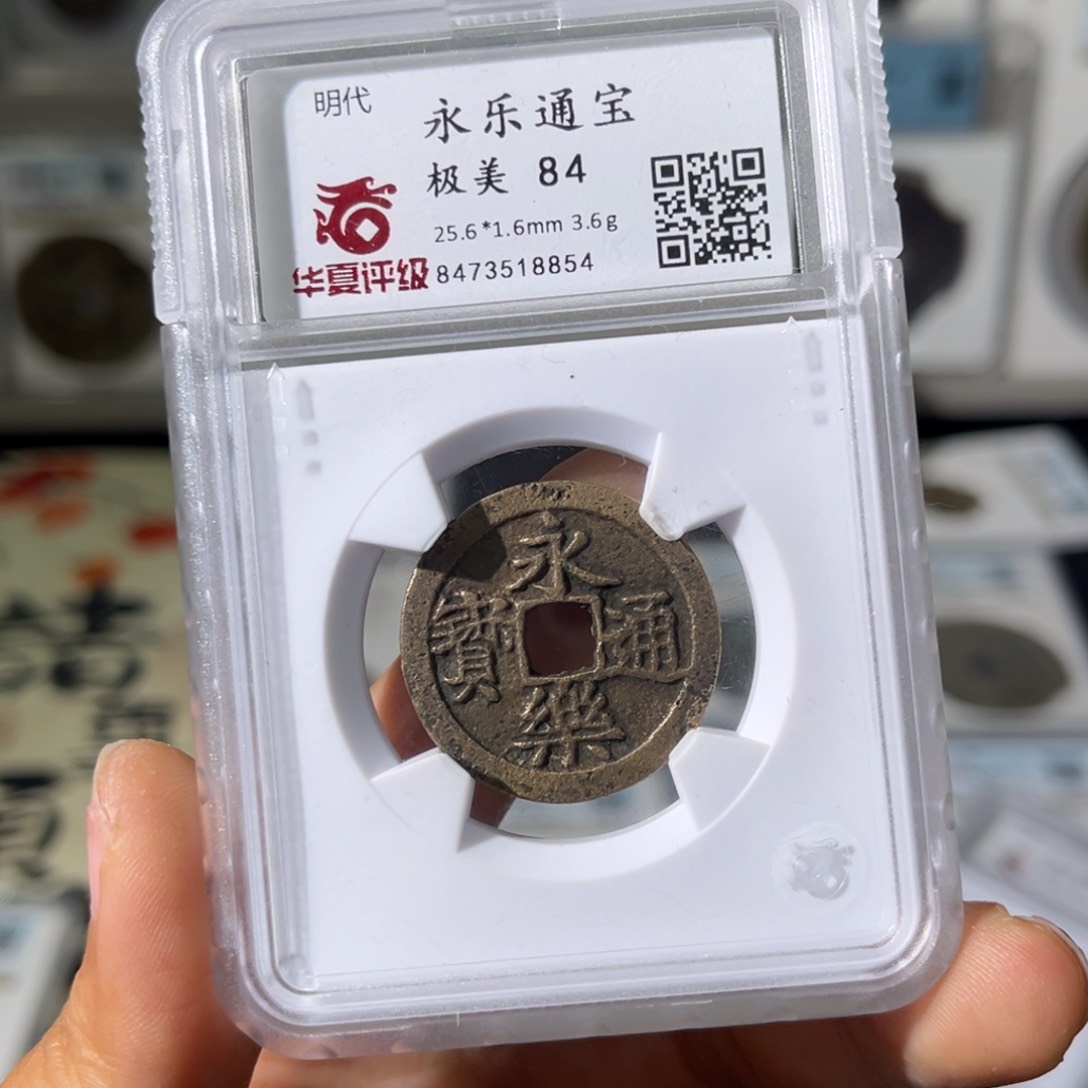 明代
永乐通宝
极美 84
25.6*1.6mm 3.6g
华夏评级 8473518854
永
寶 通
樂